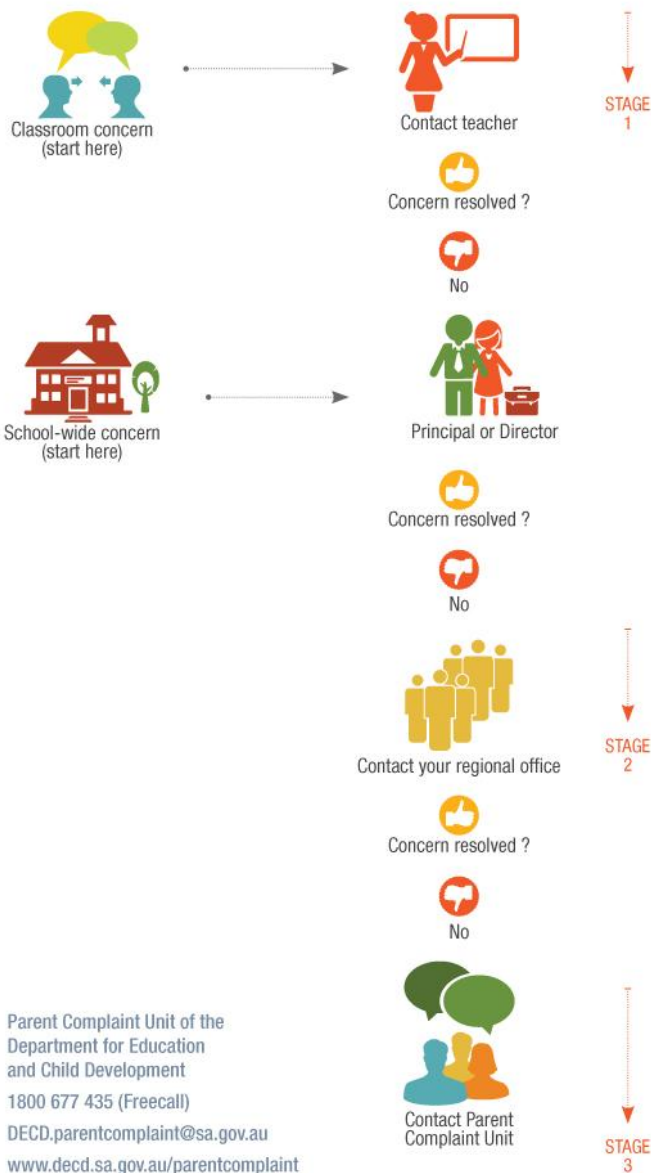 Classroom concern
(start here)
Contact teacher
STAGE
1
Concern resolved ?
No
School-wide concern
(start here)
Principal or Director
Concern resolved ?
No
Contact your regional office
STAGE
2
Concern resolved ?
No
Contact Parent
Complaint Unit
STAGE
3
Parent Complaint Unit of the
Department for Education
and Child Development
1800 677 435 (Freecall)
DECD.parentcomplaint@sa.gov.au
www.decd.sa.gov.au/parentcomplaint